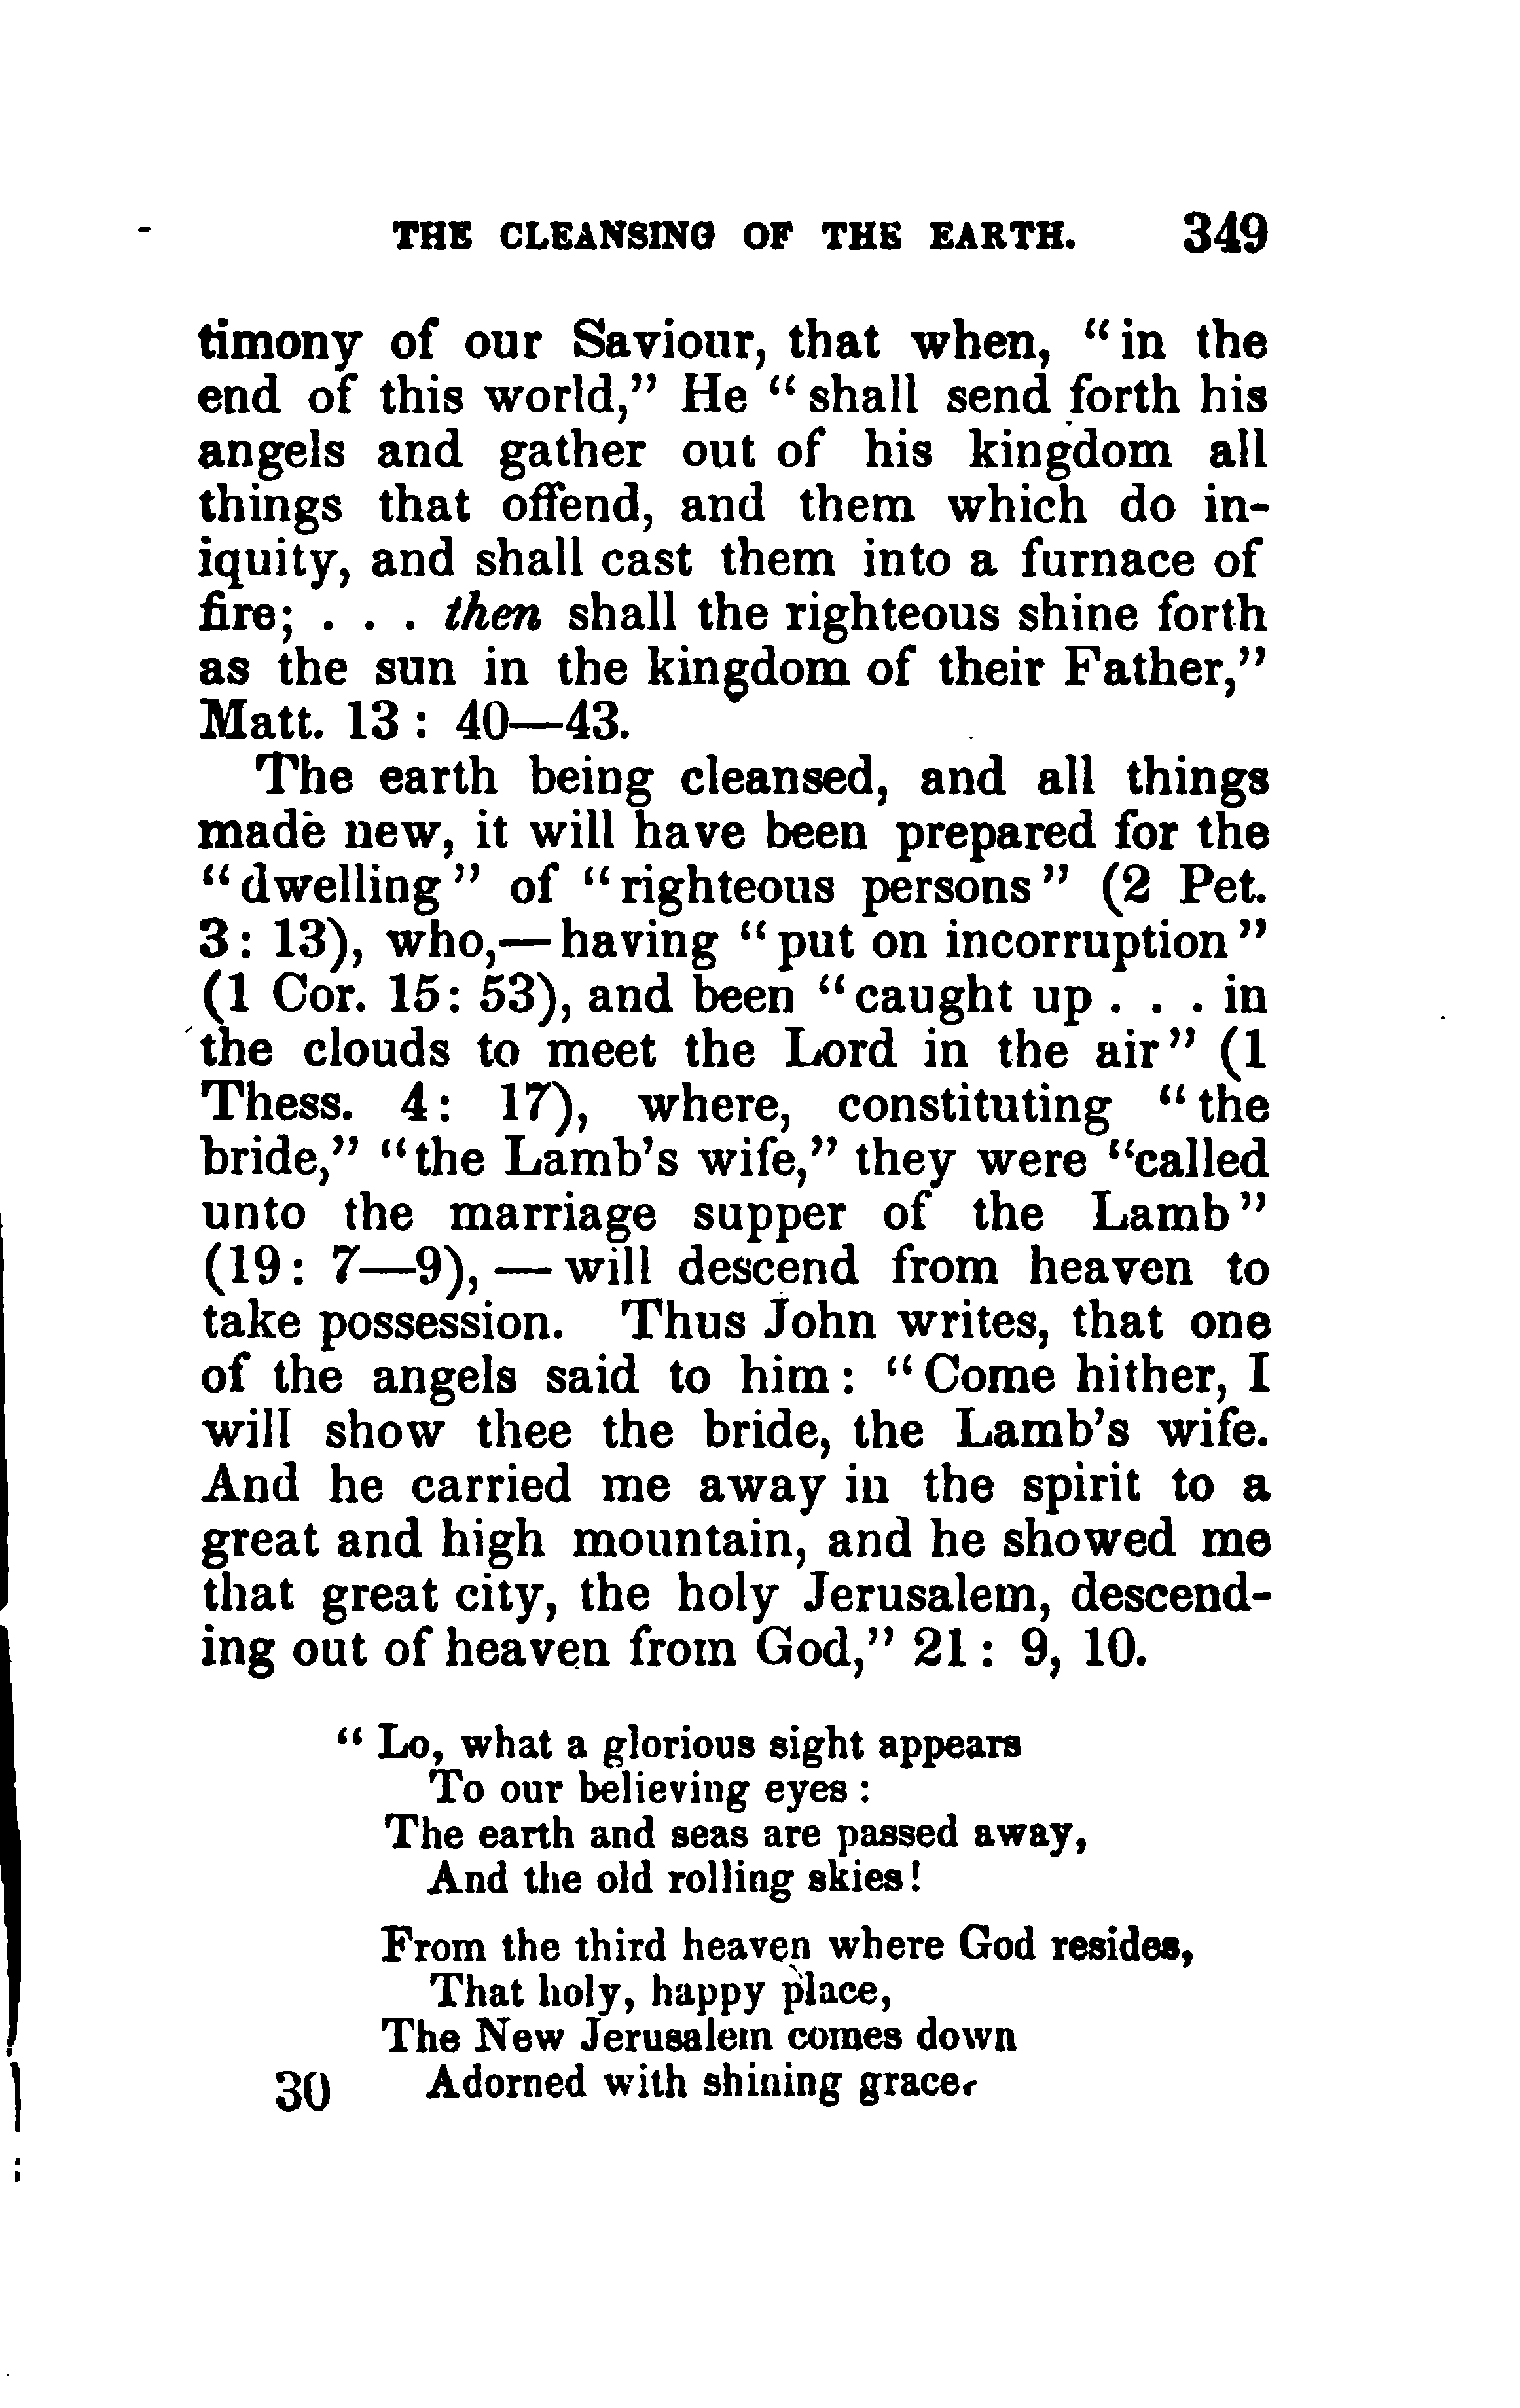 THE CLEANSING OF THE EARTH. 349
timony of our Saviour, that when, "in the
end of this world," He "shall send forth his
angels and gather out of his kingdom all
things that offend, and them which do in-
iquity, and shall cast them into a furnace of
fire; . . . then shall the righteous shine forth
as the sun in the kingdom of their Father,"
Matt. 13: 40—43.
The earth being cleansed, and all things
made new, it will have been prepared for the
"dwelling" of "righteous persons" (2 Pet.
3: 13), who,—having "put on incorruption"
(1 Cor. 15: 53), and been "caught up . . . in
the clouds to meet the Lord in the air" (1
Thess. 4: 17), where, constituting "the
bride," "the Lamb's wife," they were "called
unto the marriage supper of the Lamb"
(19: 7—9), — will descend from heaven to
take possession. Thus John writes, that one
of the angels said to him: "Come hither, I
will show thee the bride, the Lamb's wife.
And he carried me away in the spirit to a
great and high mountain, and he showed me
that great city, the holy Jerusalem, descend-
ing out of heaven from God," 21: 9, 10.
"Lo, what a glorious sight appears
To our believing eyes:
The earth and seas are passed away,
And the old rolling skies!
From the third heaven where God resides,
That holy, happy place,
The New Jerusalem comes down
30 Adorned with shining grace.